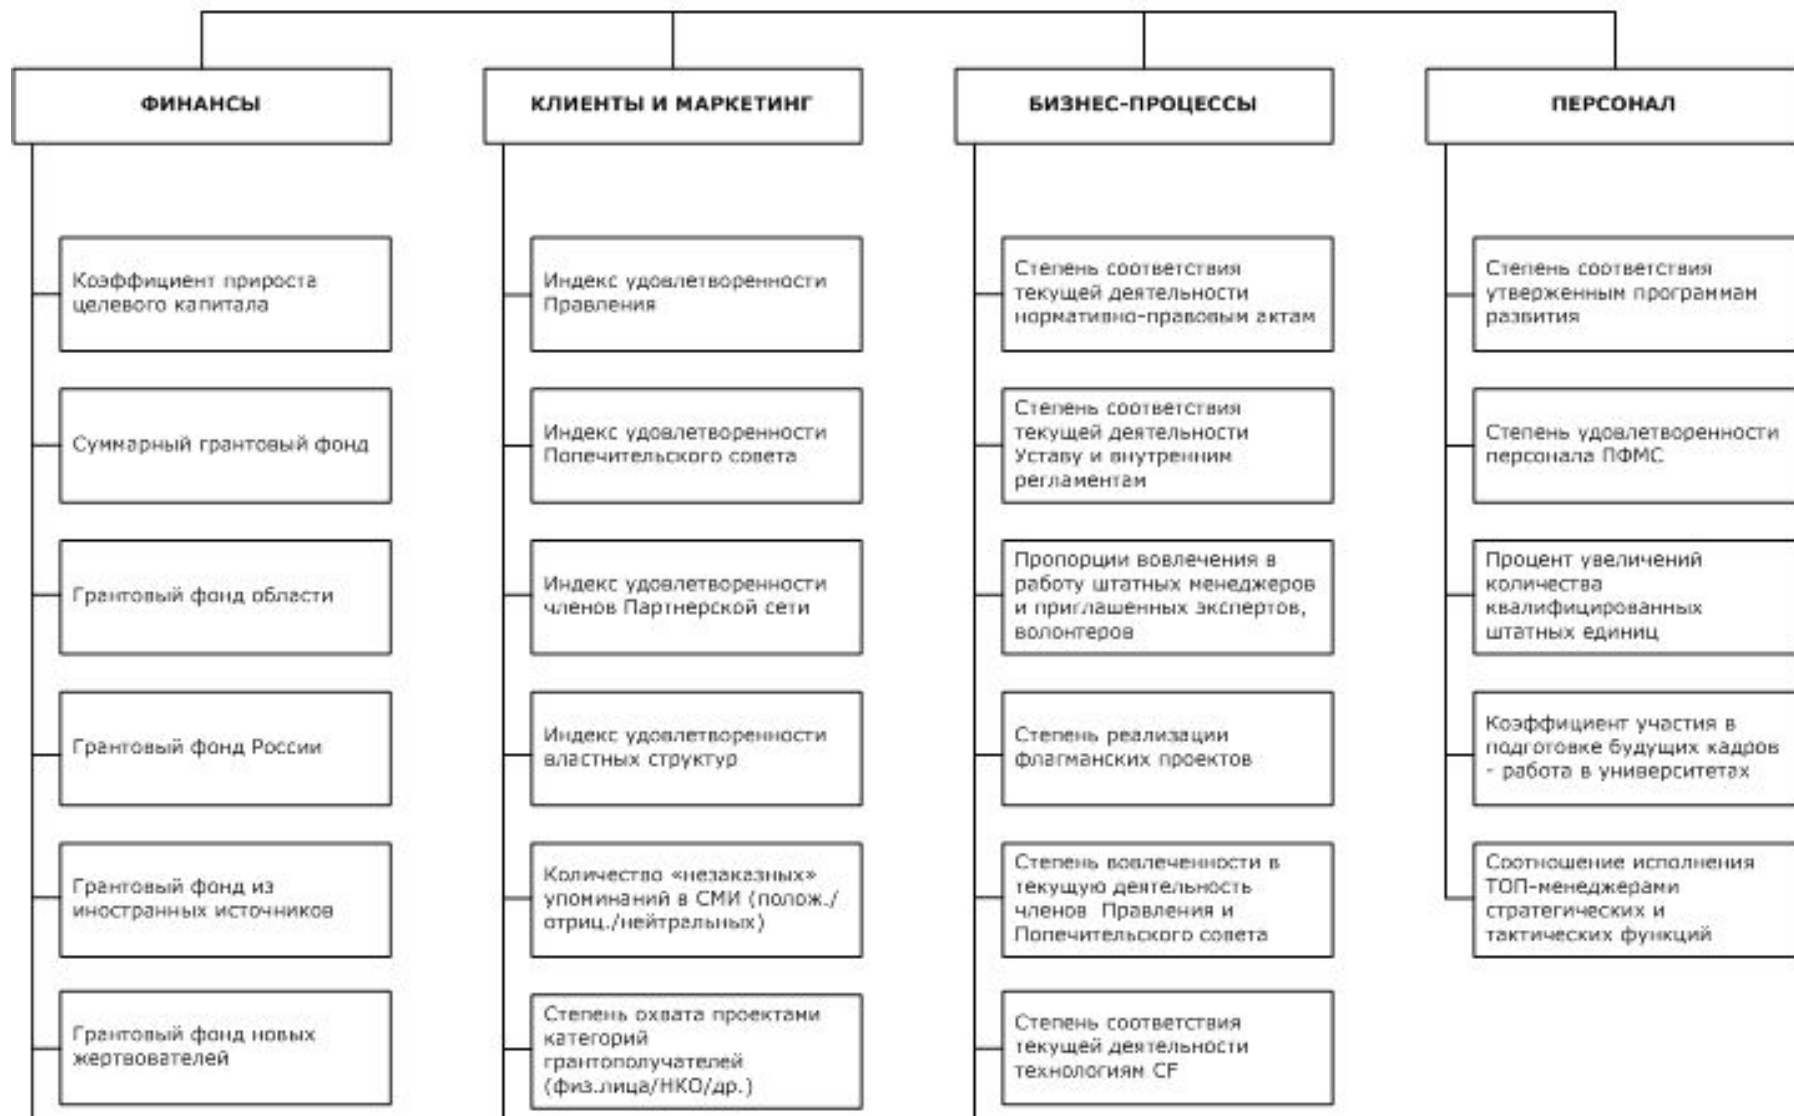 ФИНАНСЫ
Коэффициент прироста
целевого капитала
Суммарный грантовый фонд
Грантовый фонд области
Грантовый фонд России
Грантовый фонд из
иностранных источников
Грантовый фонд новых
жертвователей
КЛИЕНТЫ И МАРКЕТИНГ
Индекс удовлетворенности
Правления
Индекс удовлетворенности
Попечительского совета
Индекс удовлетворенности
членов Партнерской сети
Индекс удовлетворенности
властных структур
Количество «незаказных»
упоминаний в СМИ (полож./
отриц./нейтральных)
Степень охвата проектами
категорий
грантополучателей
(физ.лица/НКО/др.)
БИЗНЕС-ПРОЦЕССЫ
Степень соответствия
текущей деятельности
нормативно-правовым актам
Степень соответствия
текущей деятельности
Уставу и внутренним
регламентам
Пропорции вовлечения в
работу штатных менеджеров
и приглашенных экспертов,
волонтеров
Степень реализации
флагманских проектов
Степень вовлеченности в
текущую деятельность
членов Правления и
Попечительского совета
Степень соответствия
текущей деятельности
технологиям CF
ПЕРСОНАЛ
Степень соответствия
утверженным программам
развития
Степень удовлетворенности
персонала ПФМС
Процент увеличений
количества
квалифицированных
штатных единиц
Коэффициент участия в
подготовке будущих кадров
- работа в университетах
Соотношение исполнения
ТОП-менеджерами
стратегических и
тактических функций